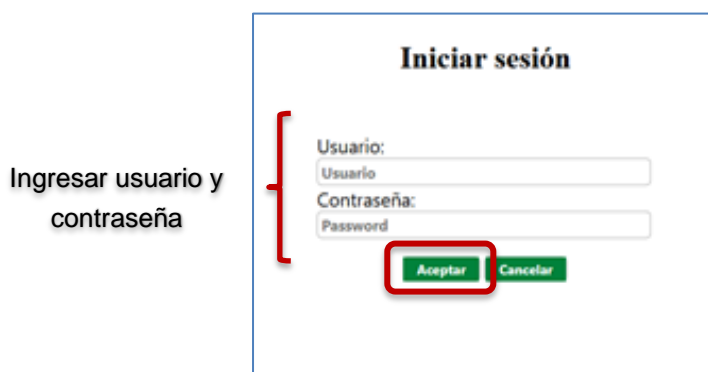 Iniciar sesión
Ingresar usuario y
contraseña
Usuario:
Usuario
Contraseña:
Password
Aceptar Cancelar